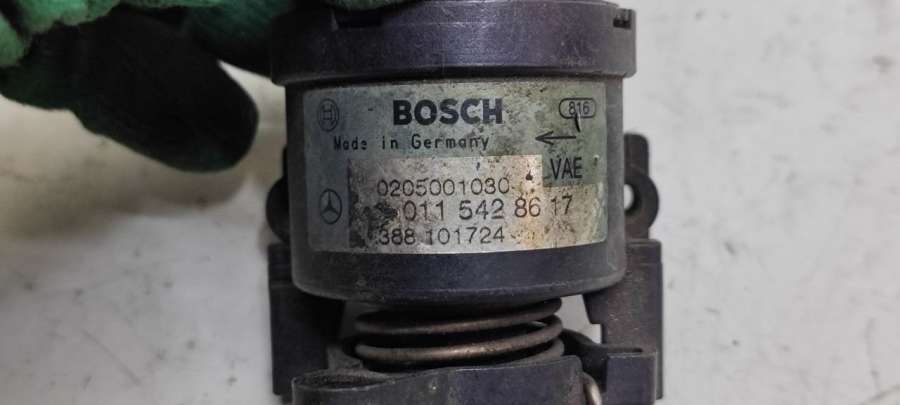 BOSCH
816
Made in Germany
VAE
0205001030
011 542 86 17
388 101724